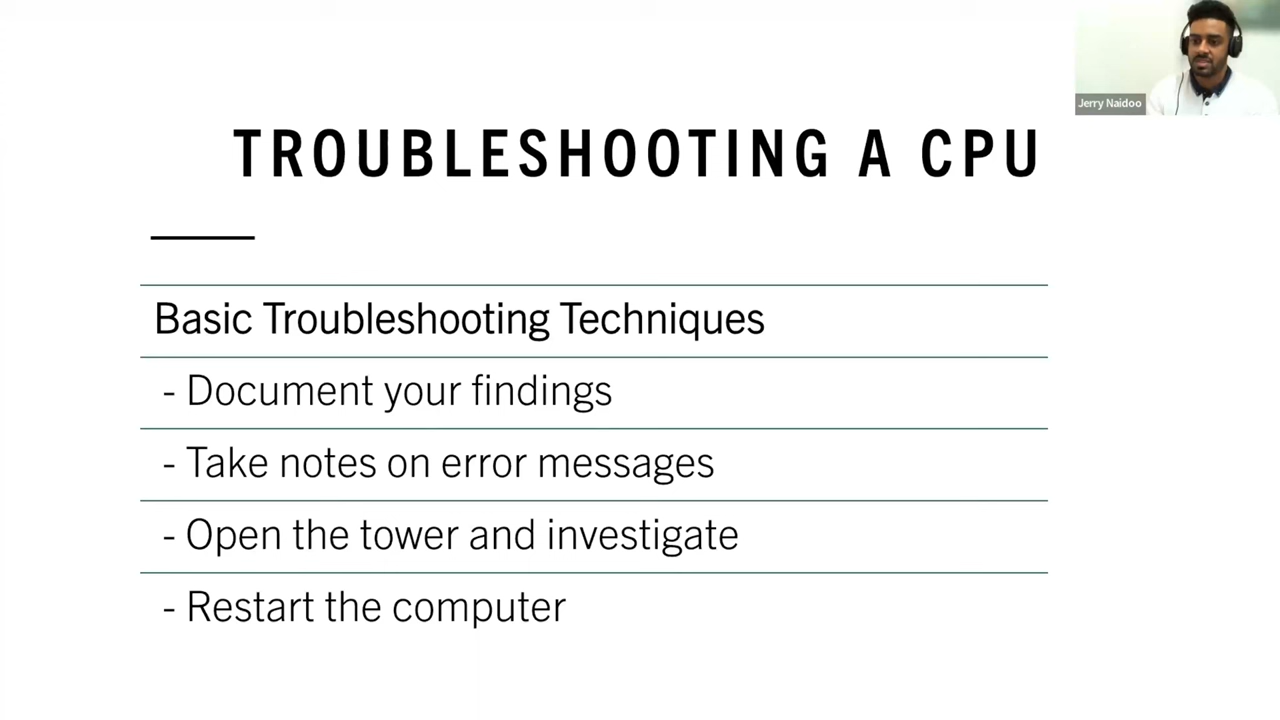 Jerry Naidoo
TROUBLESHOOTING A CPU
Basic Troubleshooting Techniques
- Document your findings
- Take notes on error messages
- Open the tower and investigate
- Restart the computer